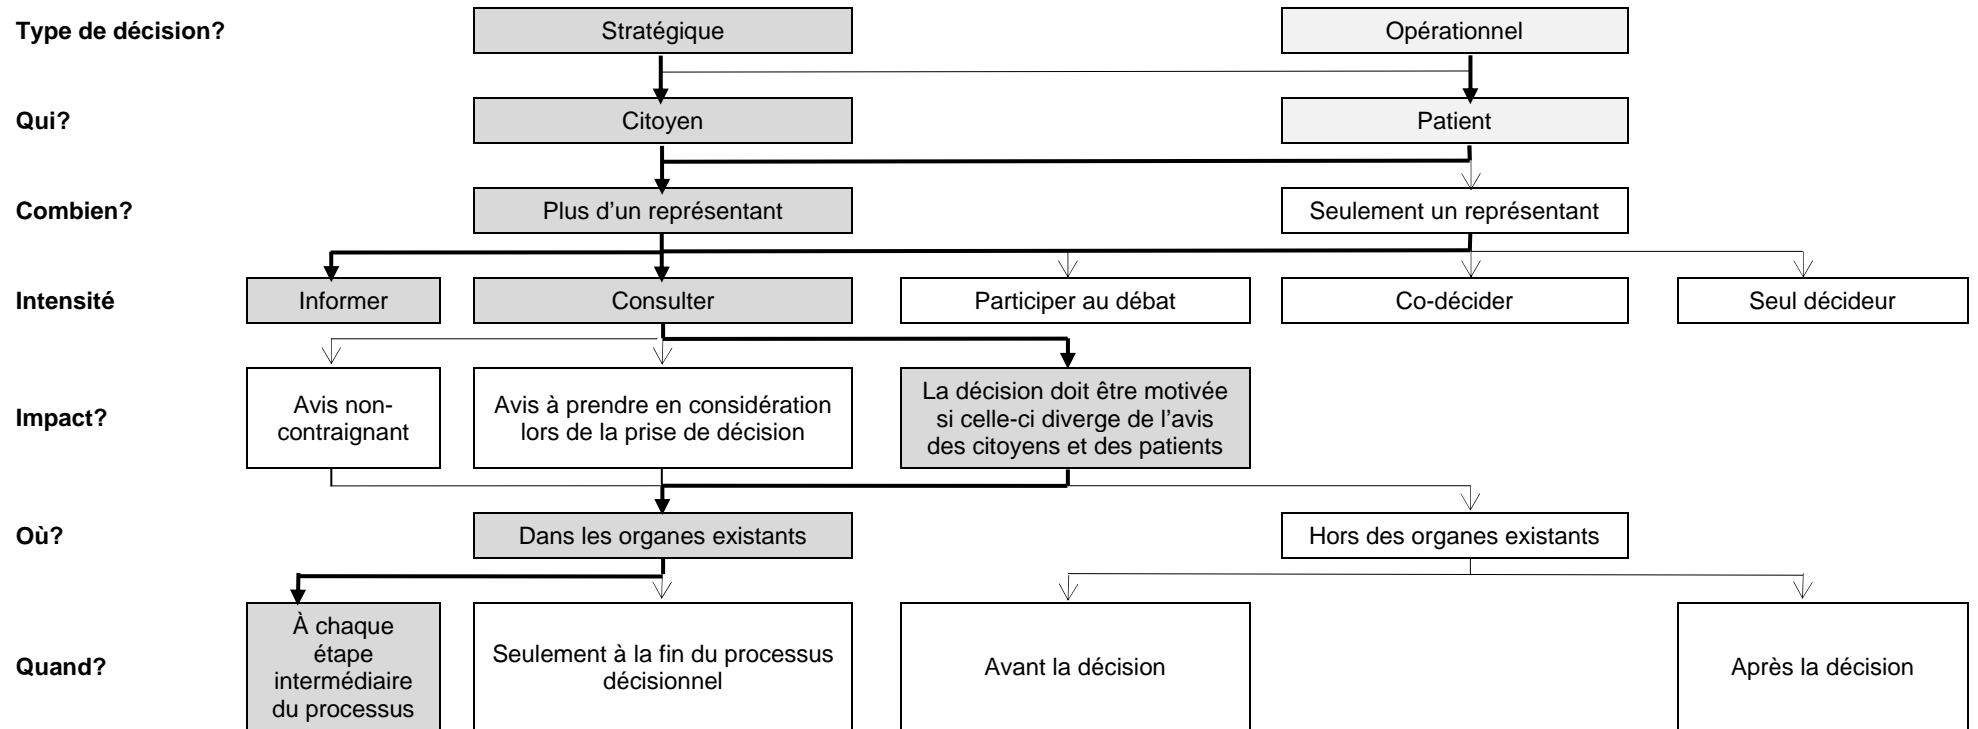 Type de décision?
Stratégique
Opérationnel
Qui?
Citoyen
Patient
Combien?
Plus d’un représentant
Seulement un représentant
Intensité
Informer
Consulter
Participer au débat
Co-décider
Seul décideur
Impact?
Avis non-
contraignant
Avis à prendre en considération
lors de la prise de décision
La décision doit être motivée
si celle-ci diverge de l’avis
des citoyens et des patients
Où?
Dans les organes existants
Hors des organes existants
Quand?
À chaque
étape
intermédiaire
du processus
Seulement à la fin du processus
décisionnel
Avant la décision
Après la décision